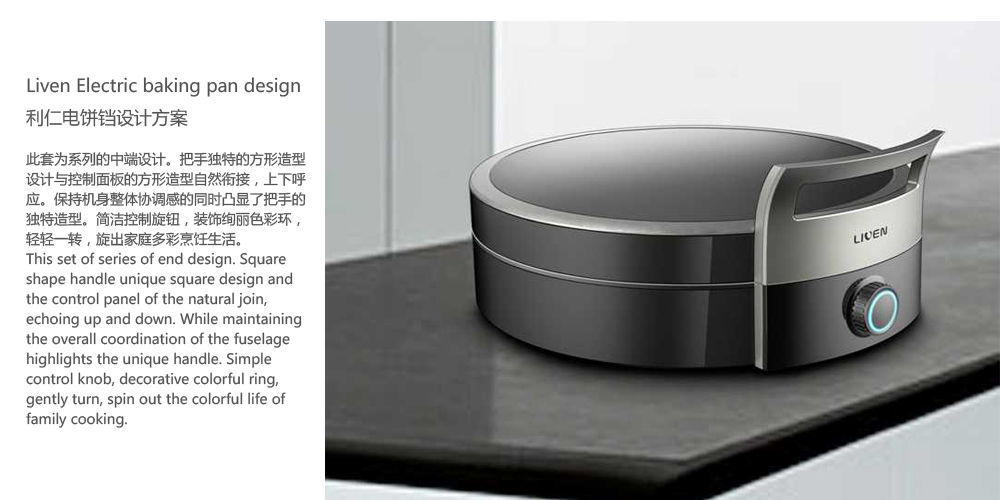 Liven Electric baking pan design
利仁电饼铛设计方案
此套为系列的中端设计。把手独特的方形造型
设计与控制面板的方形造型自然衔接，上下呼
应。保持机身整体协调感的同时凸显了把手的
独特造型。简洁控制旋钮，装饰绚丽色彩环，
轻轻一转，旋出家庭多彩烹饪生活。
This set of series of end design. Square
shape handle unique square design and
the control panel of the natural join,
echoing up and down. While maintaining
the overall coordination of the fuselage
highlights the unique handle. Simple
control knob, decorative colorful ring,
gently turn, spin out the colorful life of
family cooking.
LIVEN